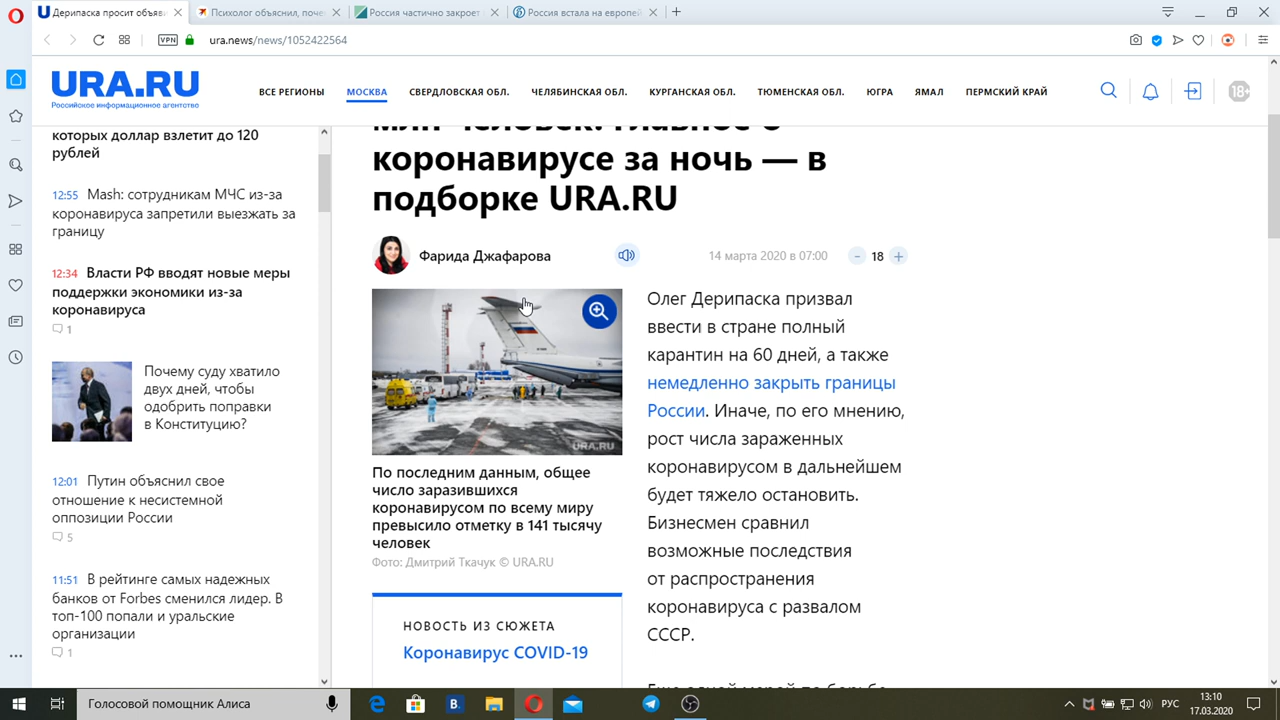 Дерипаска просит объяв
Психолог объяснил, поче
Россия частично закроет
Россия встала на европей
VPN
ura.news/news/1052422564
URA.RU
Российское информационное агентство
ВСЕ РЕГИОНЫ
МОСКВА
СВЕРДЛОВСКАЯ ОБЛ.
ЧЕЛЯБИНСКАЯ ОБЛ.
КУРГАНСКАЯ ОБЛ.
ТЮМЕНСКАЯ ОБЛ.
ЮГРА
ЯМАЛ
ПЕРМСКИЙ КРАЙ
18+
которых доллар взлетит до 120
рублей
12:55 Mash: сотрудникам МЧС из-за
коронавируса запретили выезжать за
границу
12:34 Власти РФ вводят новые меры
поддержки экономики из-за
коронавируса
1
Почему суду хватило
двух дней, чтобы
одобрить поправки
в Конституцию?
12:01 Путин объяснил свое
отношение к несистемной
оппозиции России
5
11:51 В рейтинге самых надежных
банков от Forbes сменился лидер. В
топ-100 попали и уральские
организации
1
млн человек. Главное о
коронавирусе за ночь — в
подборке URA.RU
Фарида Джафарова
14 марта 2020 в 07:00
- 18 +
URA.RU
По последним данным, общее
число заразившихся
коронавирусом по всему миру
превысило отметку в 141 тысячу
человек
Фото: Дмитрий Ткачук © URA.RU
НОВОСТЬ ИЗ СЮЖЕТА
Коронавирус COVID-19
Олег Дерипаска призвал
ввести в стране полный
карантин на 60 дней, а также
немедленно закрыть границы
России. Иначе, по его мнению,
рост числа зараженных
коронавирусом в дальнейшем
будет тяжело остановить.
Бизнесмен сравнил
возможные последствия
от распространения
коронавируса с развалом
СССР.
Еще одной мерой по борьбе
Голосовой помощник Алиса
РУС
13:10
17.03.2020